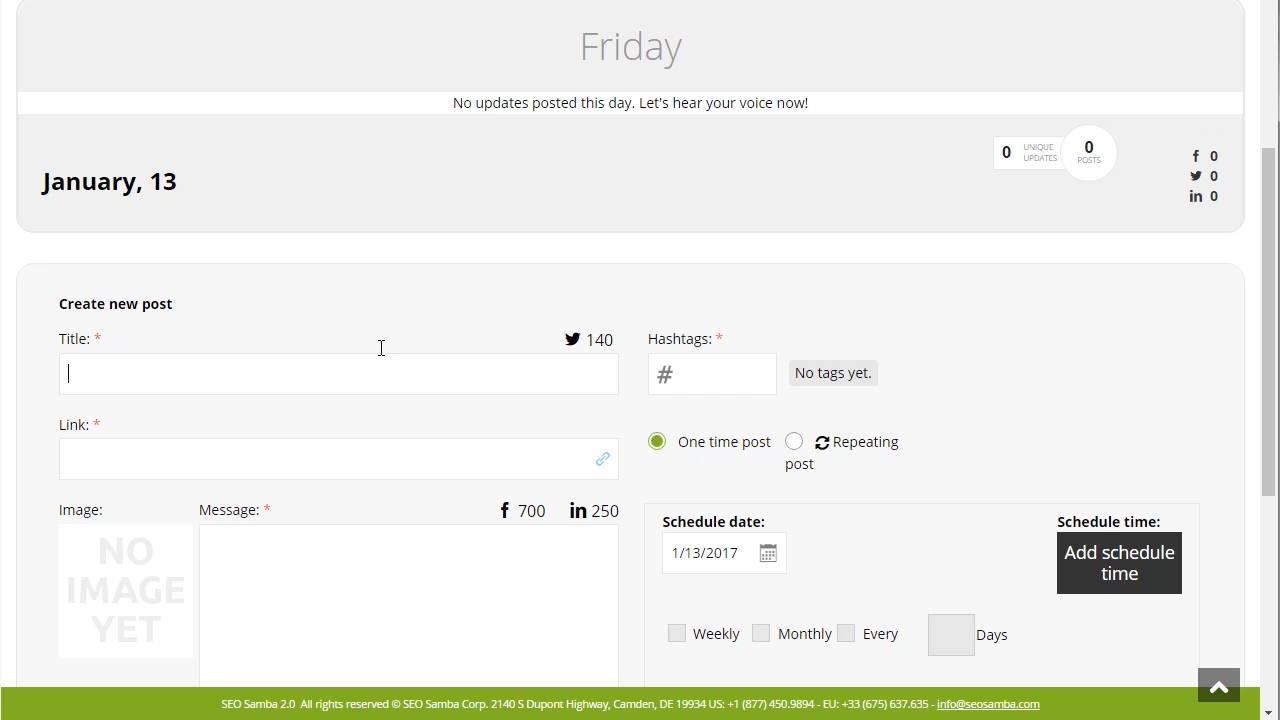 Friday
No updates posted this day. Let's hear your voice now!
0 UNIQUE UPDATES
0 POSTS
January, 13
0
0
0
Create new post
Title: *
140
Hashtags: *
#
No tags yet.
Link: *
One time post
Repeating post
Image:
Message: *
700
250
NO
IMAGE
YET
Schedule date:
1/13/2017
Schedule time:
Add schedule
time
Weekly
Monthly
Every
Days
SEO Samba 2.0 All rights reserved © SEO Samba Corp. 2140 S Dupont Highway, Camden, DE 19934 US: +1 (877) 450.9894 - EU: +33 (675) 637.635 - info@seosamba.com